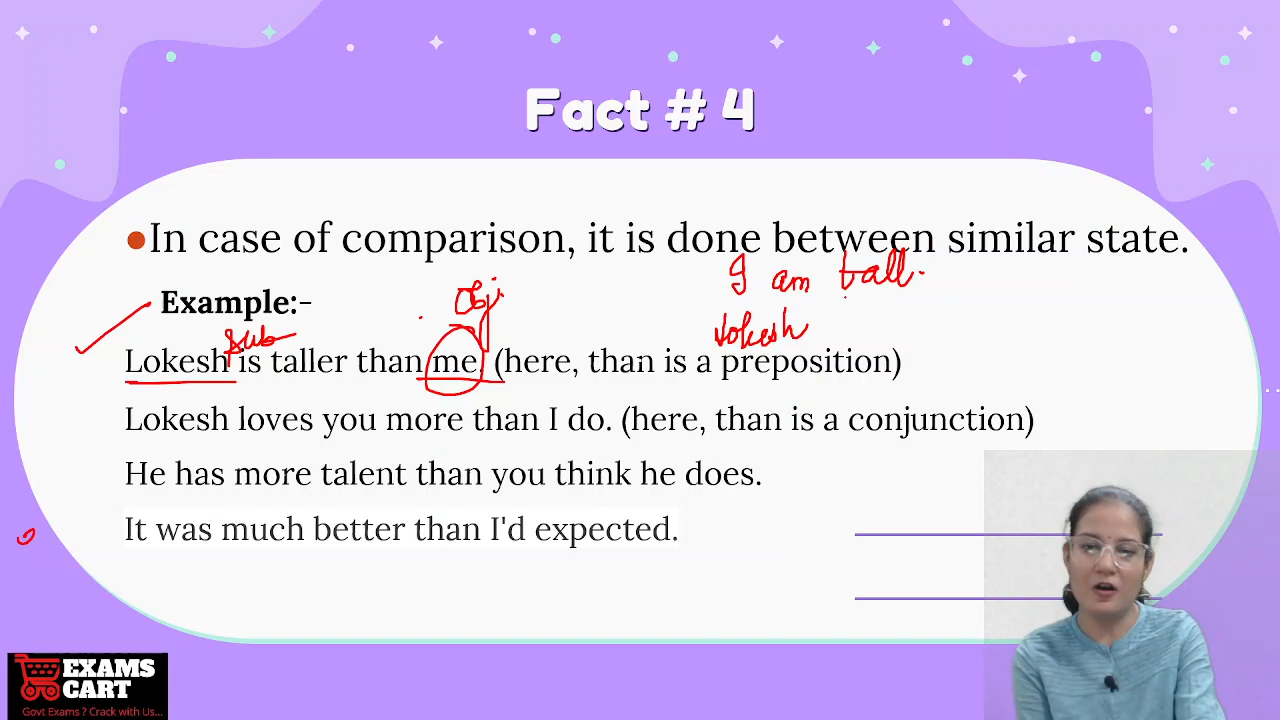 Fact # 4
•In case of comparison, it is done between similar state.
I am tall.
Example:-
Obj.
Sub
Lokesh
Lokesh is taller than me. (here, than is a preposition)
Lokesh loves you more than I do. (here, than is a conjunction)
He has more talent than you think he does.
It was much better than I'd expected.
EXAMS
CART
Govt Exams ? Crack with Us...